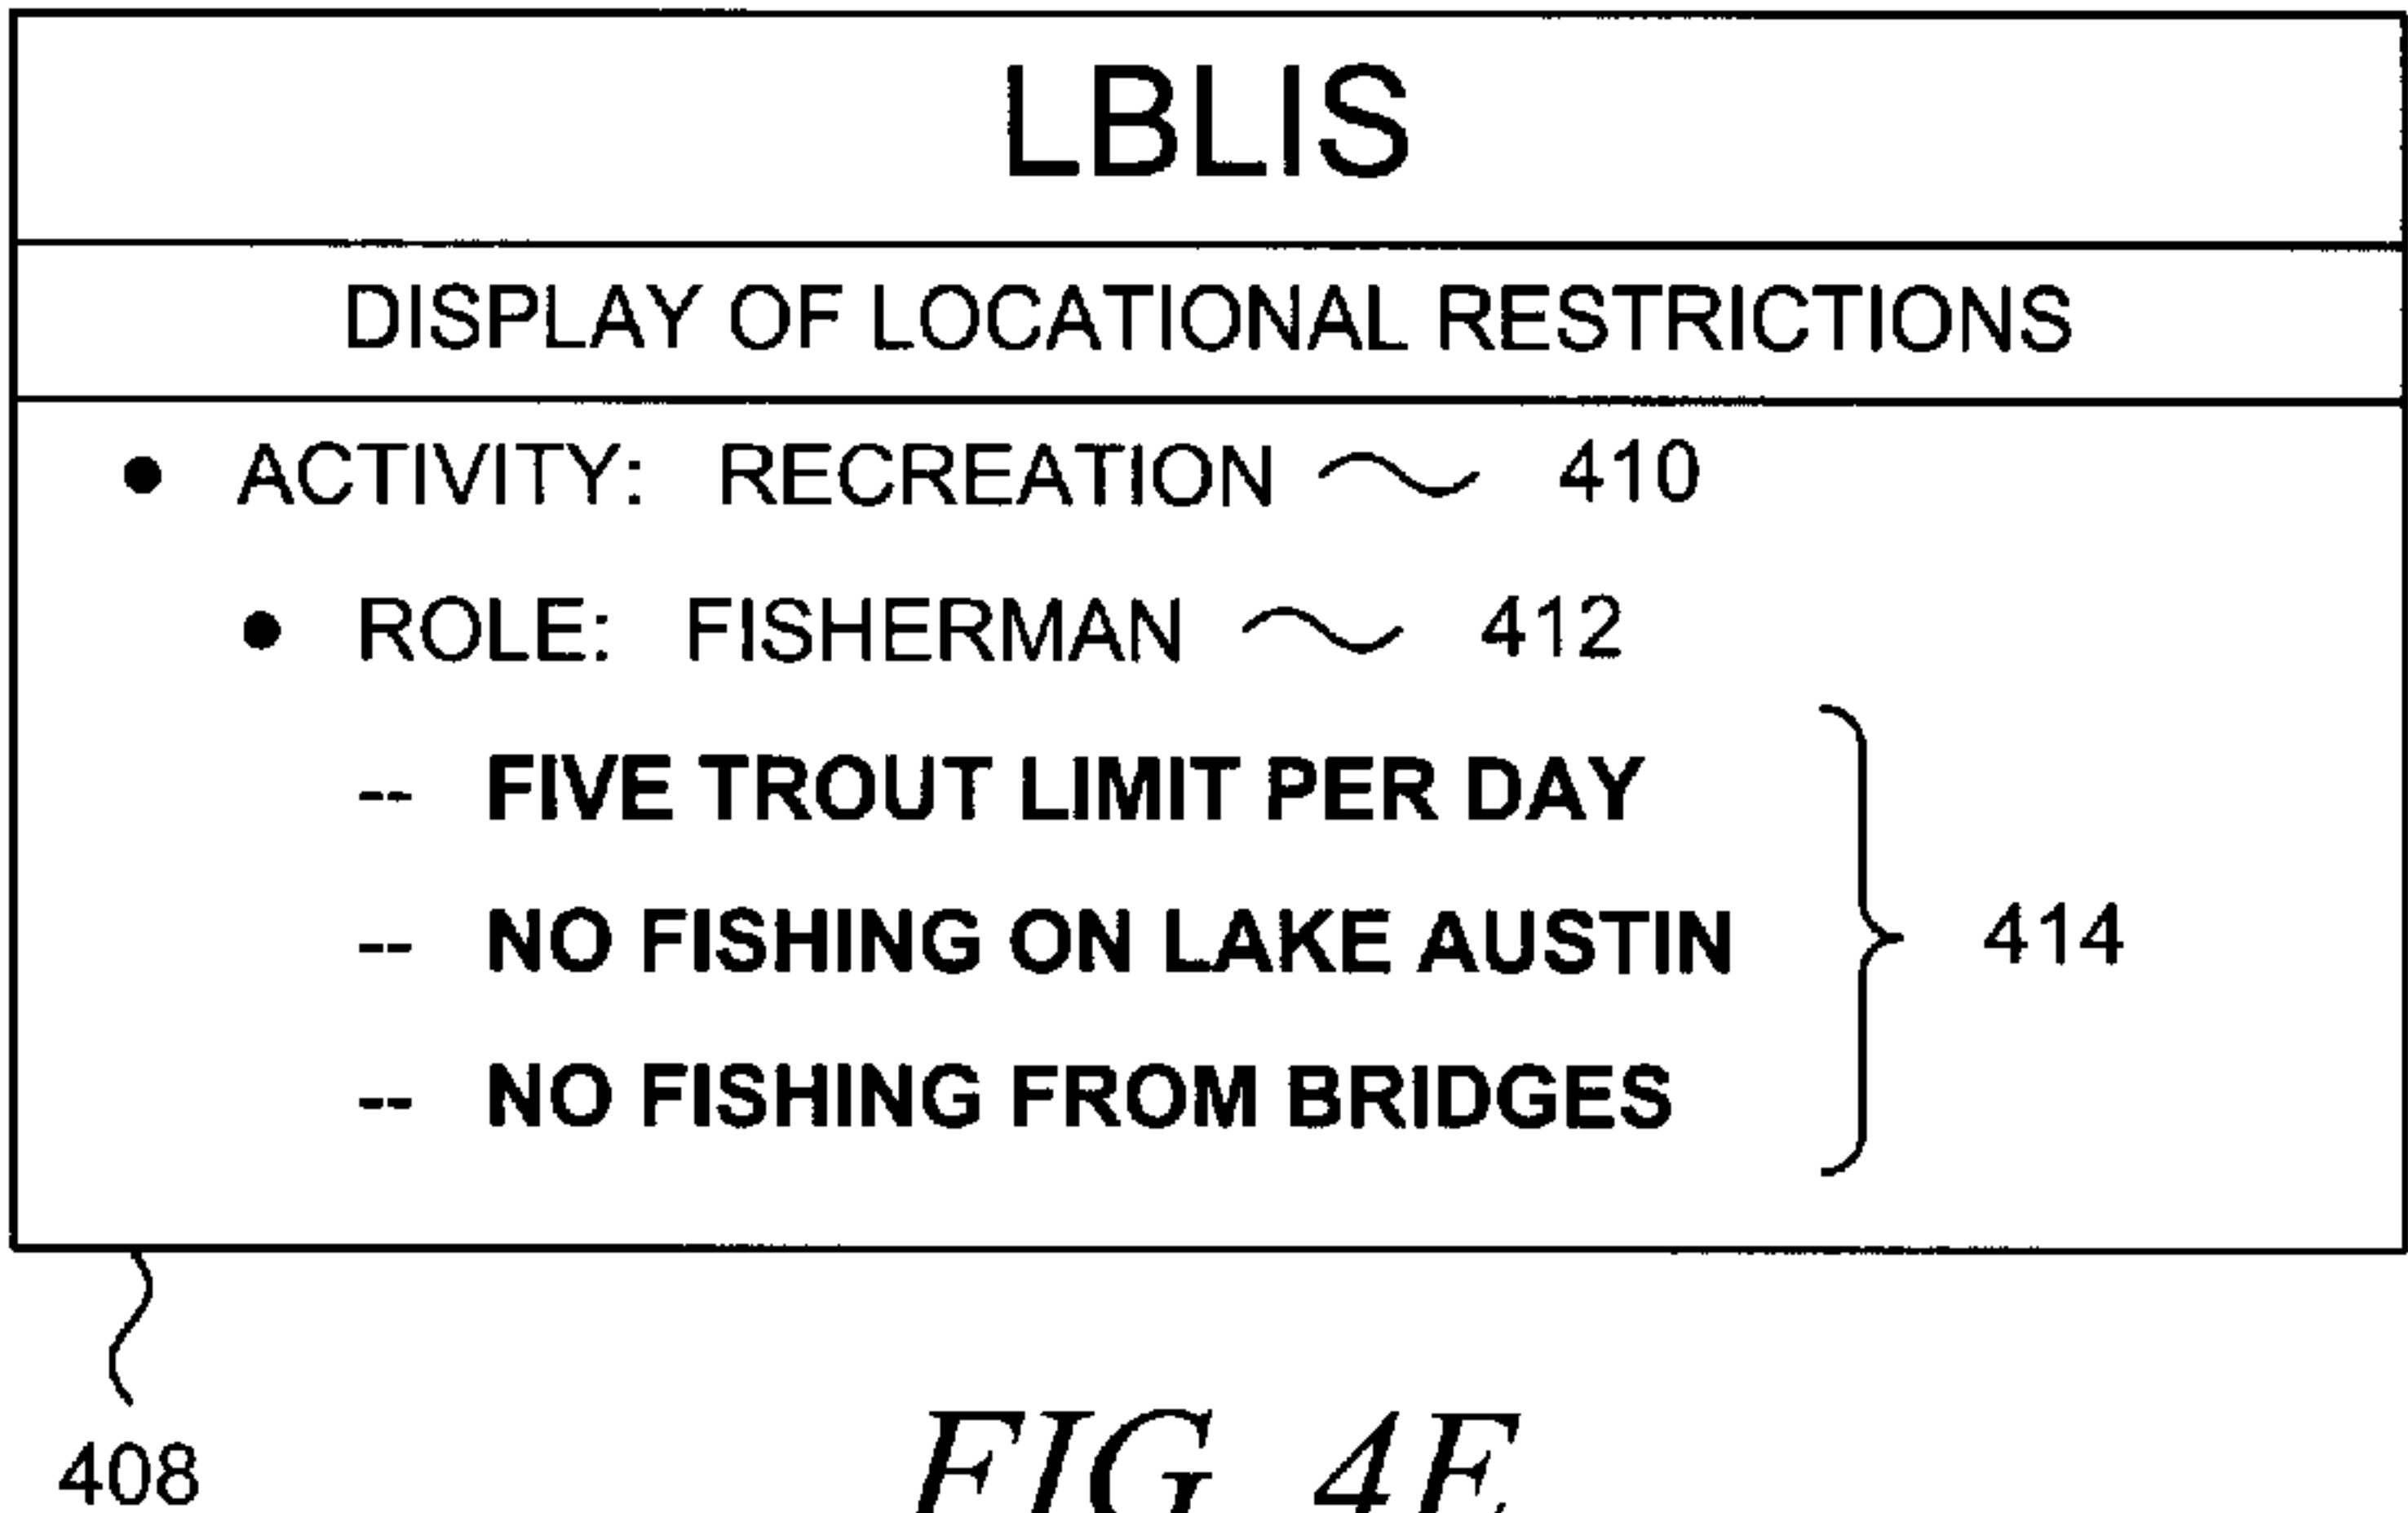 LBLIS
DISPLAY OF LOCATIONAL RESTRICTIONS
• ACTIVITY: RECREATION 410
• ROLE: FISHERMAN 412
-- FIVE TROUT LIMIT PER DAY
-- NO FISHING ON LAKE AUSTIN
-- NO FISHING FROM BRIDGES
414
408
FIG